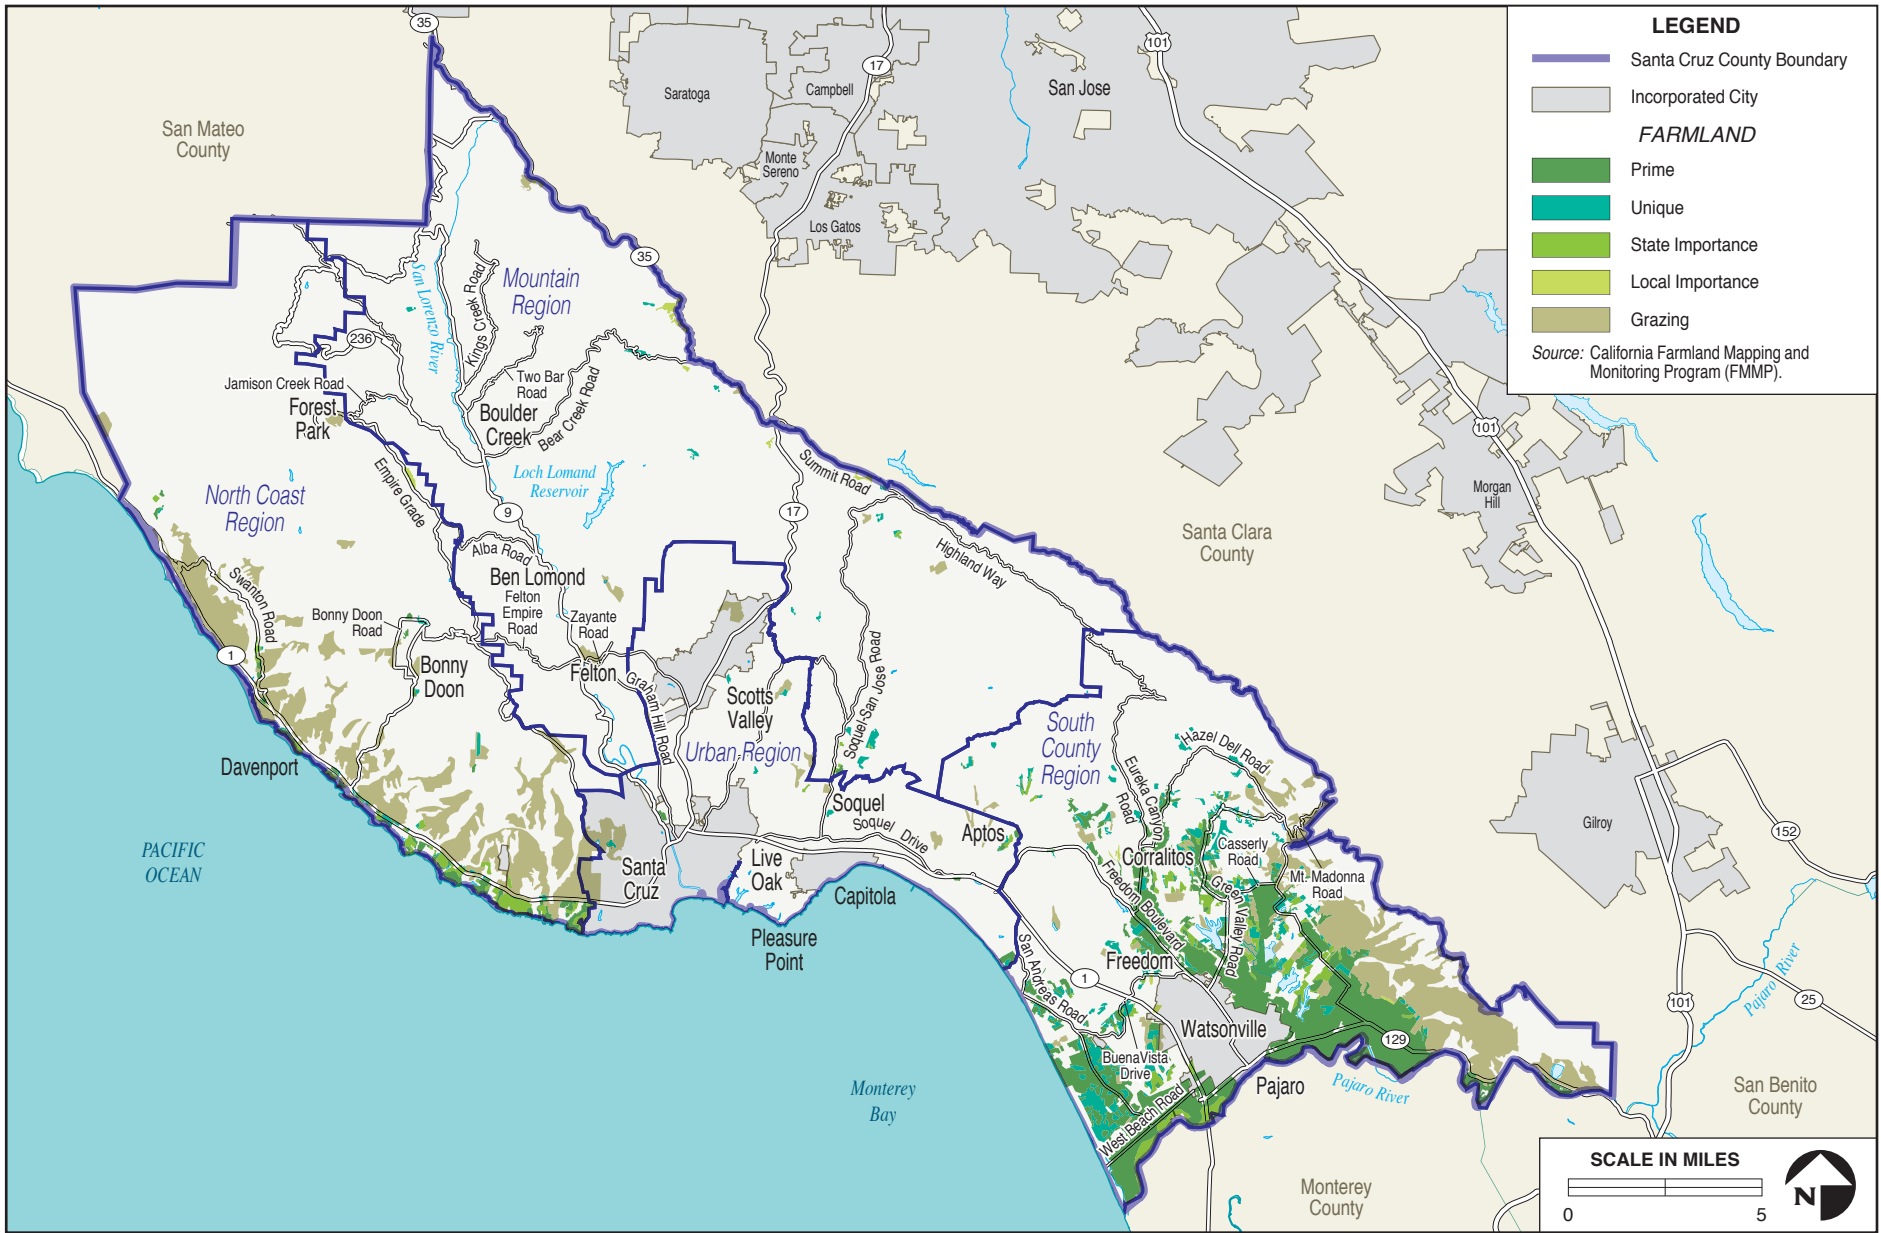 35
101
17
Saratoga
Campbell
San Jose
San Mateo
County
Monte
Sereno
Los Gatos
35
LEGEND
Santa Cruz County Boundary
Incorporated City
FARMLAND
Prime
Unique
State Importance
Local Importance
Grazing
Source: California Farmland Mapping and
Monitoring Program (FMMP).
Mountain
Region
San Lorenzo River
Kings Creek Road
236
Two Bar
Road
Jamison Creek Road
Forest
Park
Boulder
Creek
Bear Creek Road
Loch Lomand
Reservoir
North Coast
Region
Empire Grade
9
17
Summit Road
101
Morgan
Hill
Santa Clara
County
Highland Way
Alba Road
Ben Lomond
Felton
Empire
Road
Zayante
Road
Swanton Road
Bonny Doon
Road
1
Bonny
Doon
Felton
Graham Hill Road
Scotts
Valley
Urban Region
Soquel-San Jose Road
South
County
Region
Hazel Dell Road
Eureka Canyon
Road
Davenport
Soquel
Soquel Drive
Aptos
Gilroy
152
PACIFIC
OCEAN
Santa
Cruz
Live
Oak
Capitola
Pleasure
Point
Corralitos
Casserly
Road
Mt. Madonna
Road
Freedom Boulevard
Green Valley Road
Freedom
San Andreas Road
1
Watsonville
129
101
25
Pajaro River
BuenaVista
Drive
West Beach Road
Pajaro
Pajaro River
Monterey
Bay
San Benito
County
Monterey
County
SCALE IN MILES
0 5
N